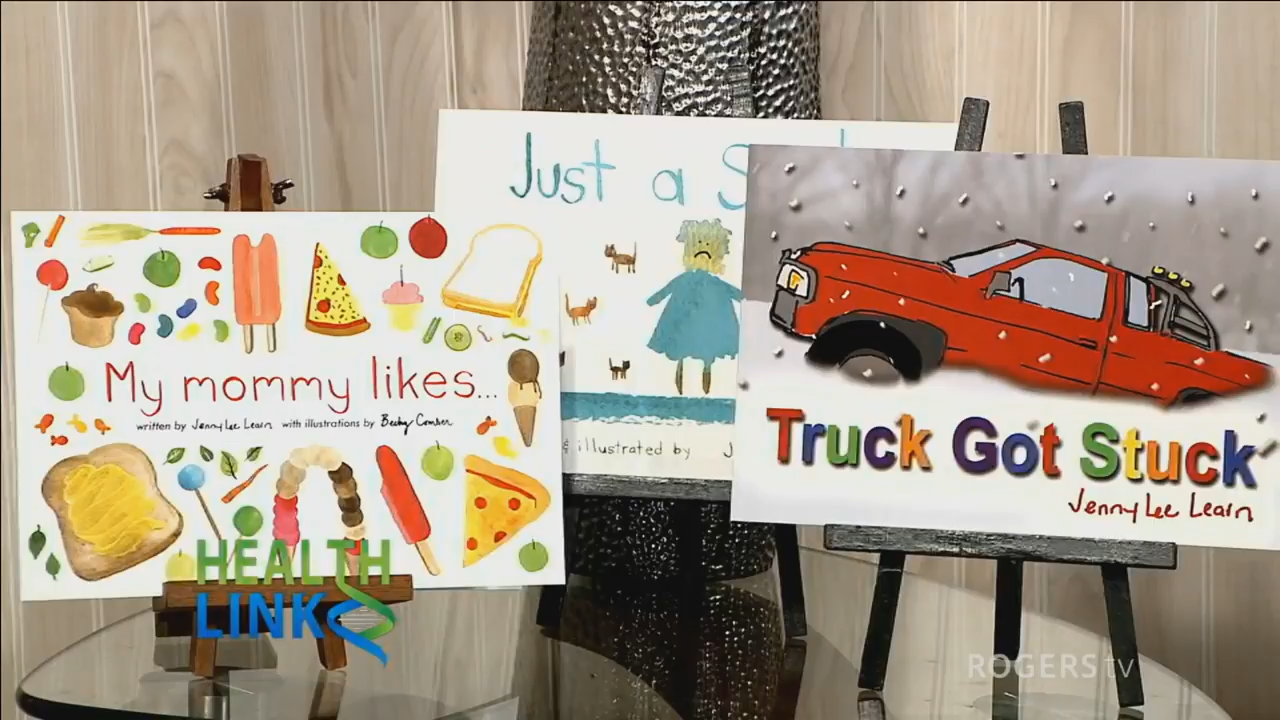 My mommy likes...
written by Jenny Lee Learn with illustrations by Becky Comber
Just a
illustrated by
Truck Got Stuck
Jenny Lee Learn
HEALTH
LINK
ROGERS tv